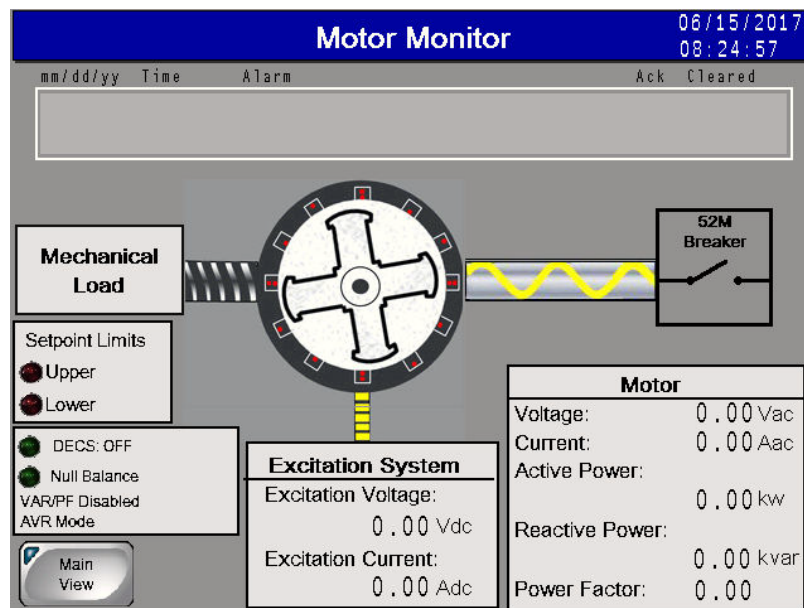 Motor Monitor
06/15/2017
08:24:57
mm/dd/yy Time Alarm Ack Cleared
52M
Breaker
Mechanical
Load
Setpoint Limits
Upper
Lower
DECS: OFF
Null Balance
VAR/PF Disabled
AVR Mode
Main
View
Excitation System
Excitation Voltage:
0.00 Vdc
Excitation Current:
0.00 Adc
Motor
Voltage: 0.00 Vac
Current: 0.00 Aac
Active Power:
0.00 kw
Reactive Power:
0.00 kvar
Power Factor: 0.00